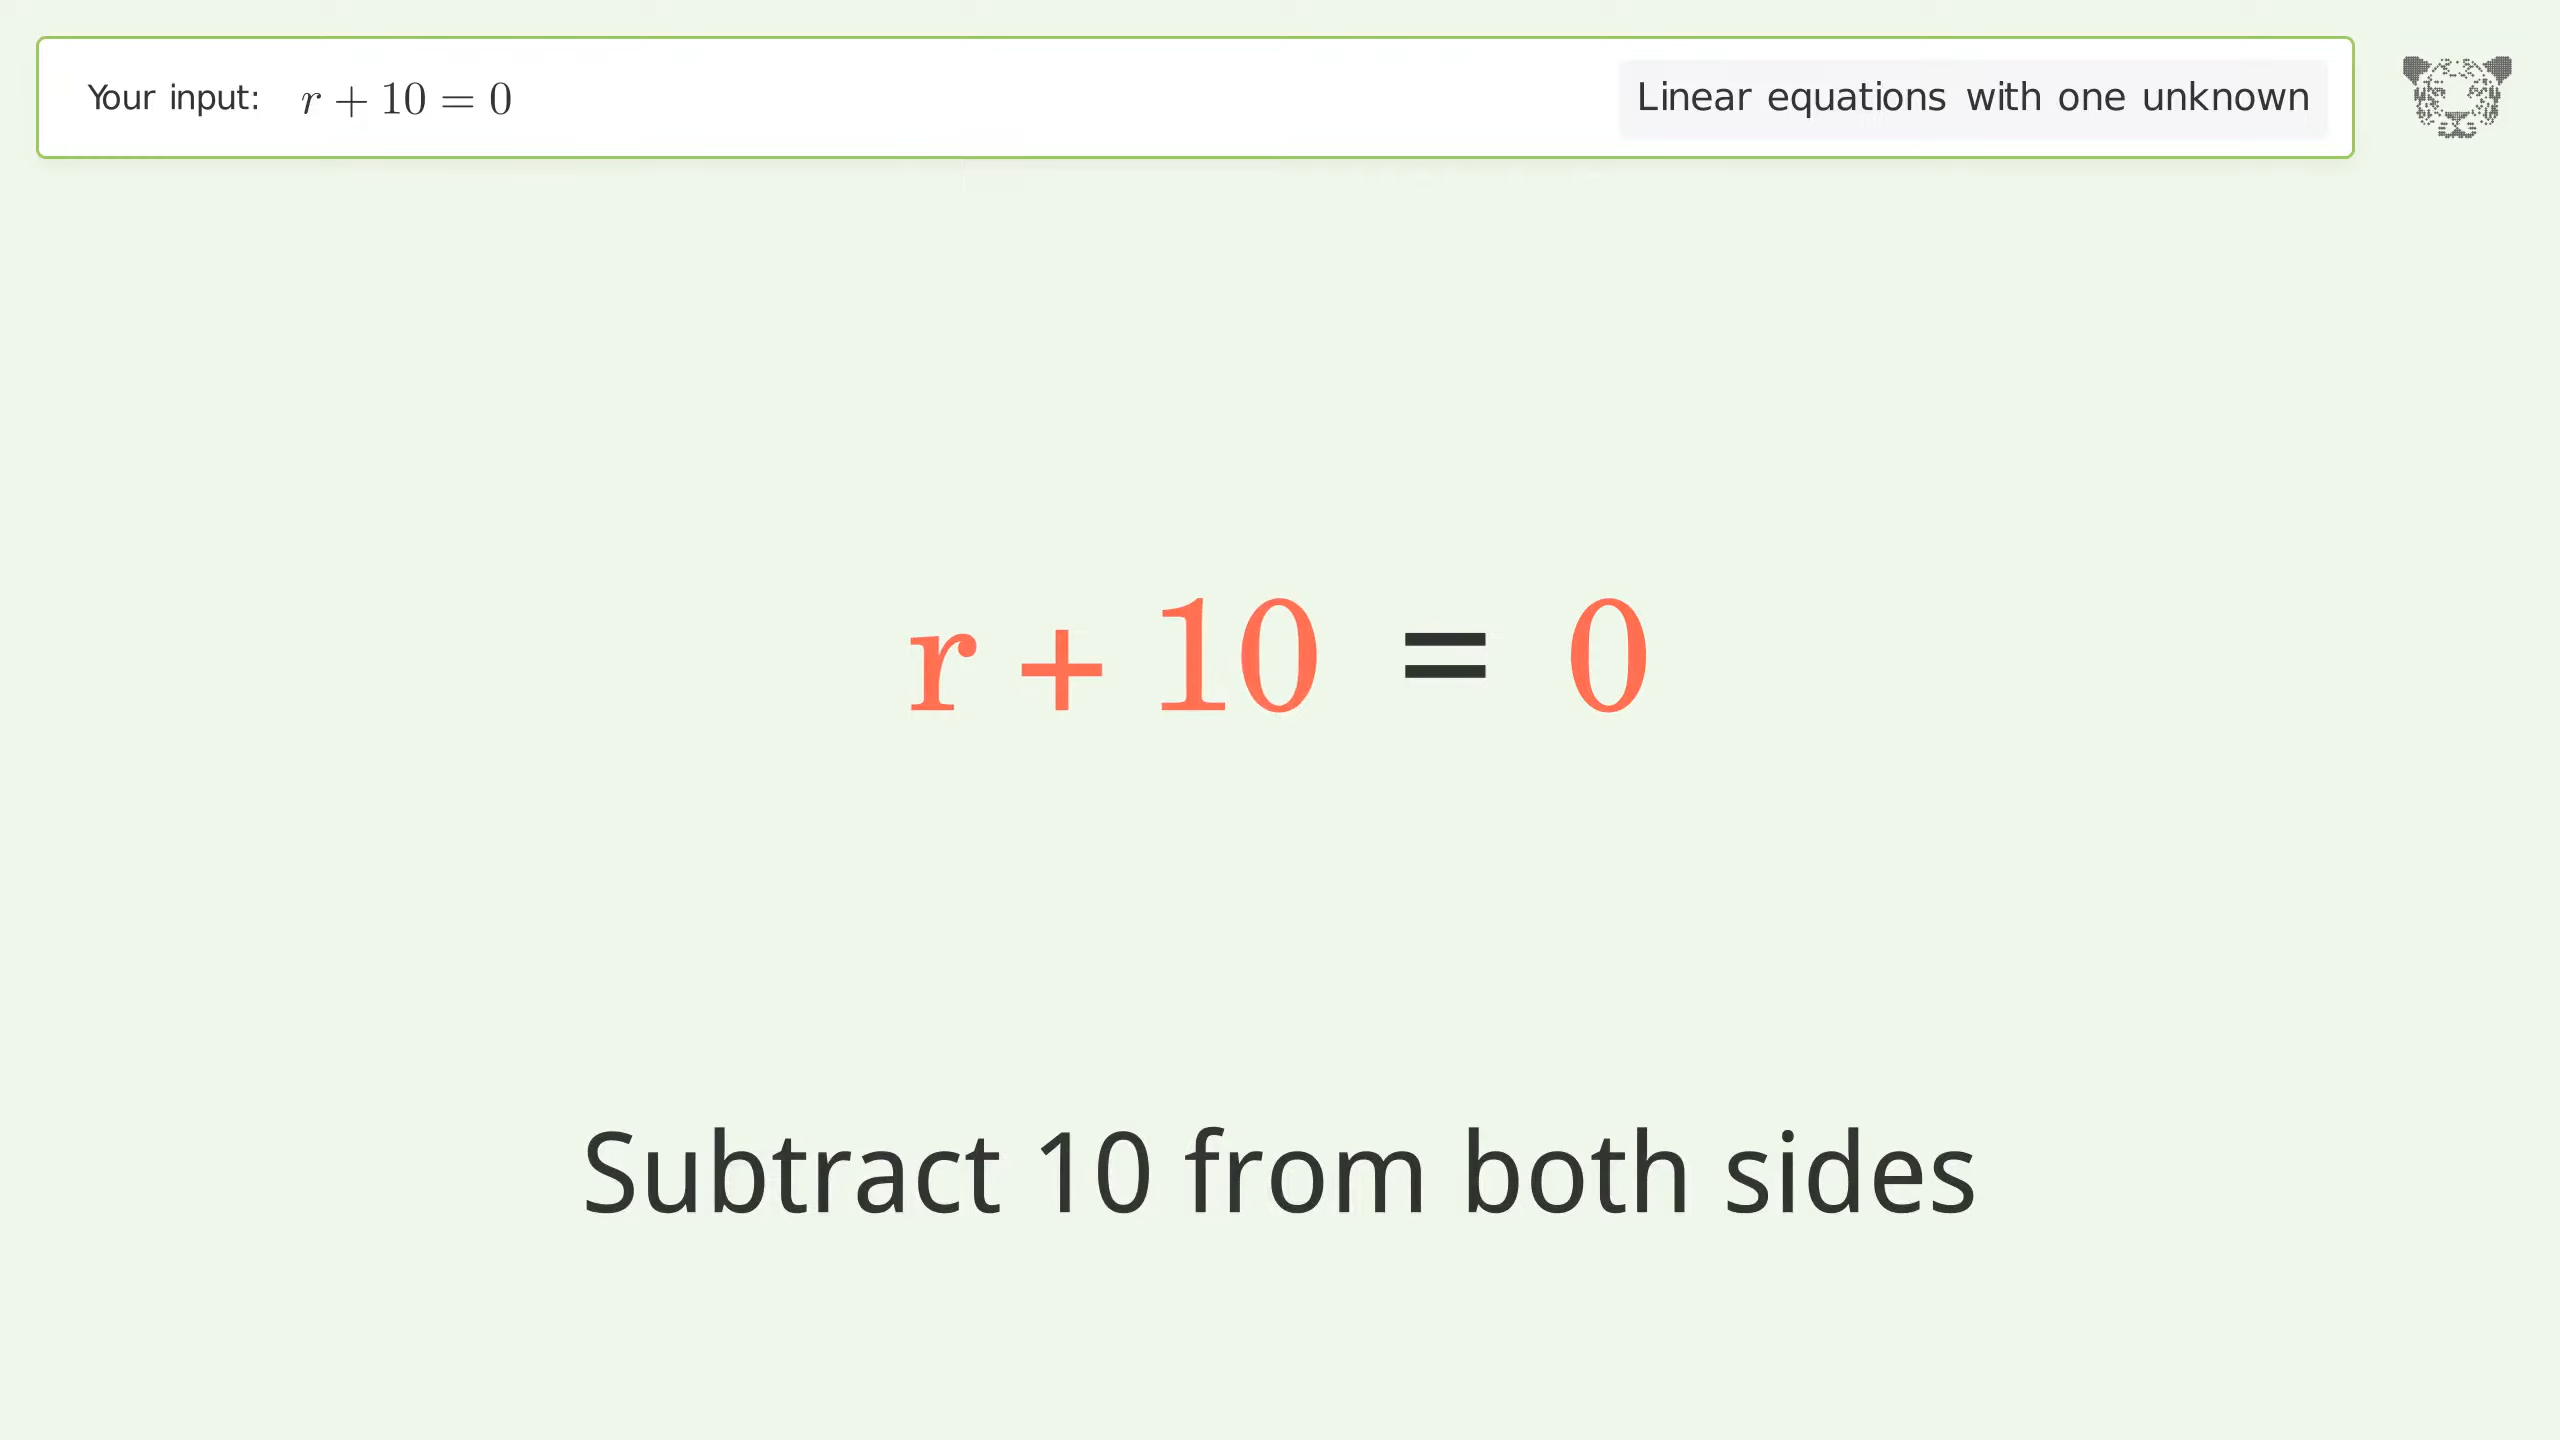 Your input: r + 10 = 0
Linear equations with one unknown
r + 10 = 0
Subtract 10 from both sides